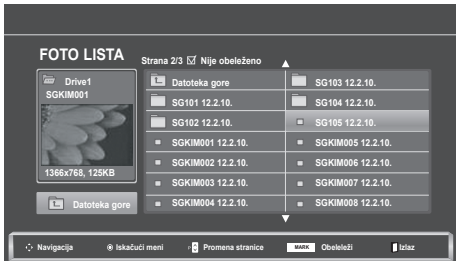 FOTO LISTA
Strana 2/3 ☑ Nije obeleženo
Drive1
SGKIM001
1366x768, 125KB
Datoteka gore
Datoteka gore
SG101 12.2.10.
SG102 12.2.10.
SGKIM001 12.2.10.
SGKIM002 12.2.10.
SGKIM003 12.2.10.
SGKIM004 12.2.10.
SG103 12.2.10.
SG104 12.2.10.
SG105 12.2.10.
SGKIM005 12.2.10.
SGKIM006 12.2.10.
SGKIM007 12.2.10.
SGKIM008 12.2.10.
Navigacija Iskačući meni P Promena stranice MARK Obeleleži Izlaz